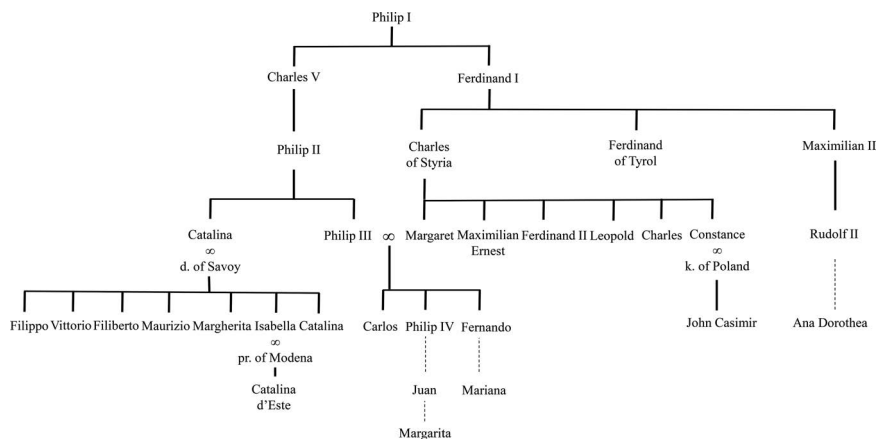 Philip I
Charles V Ferdinand I
Philip II Charles of Styria Ferdinand of Tyrol Maximilian II
Catalina
∞
d. of Savoy
Philip III ∞ Margaret Maximilian Ernest Ferdinand II Leopold Charles Constance
∞
k. of Poland
Rudolf II
Filippo Vittorio Filiberto Maurizio Margherita Isabella Catalina
∞
pr. of Modena
Catalina d'Este
Carlos Philip IV Fernando
John Casimir Ana Dorothea
Juan Mariana
Margarita